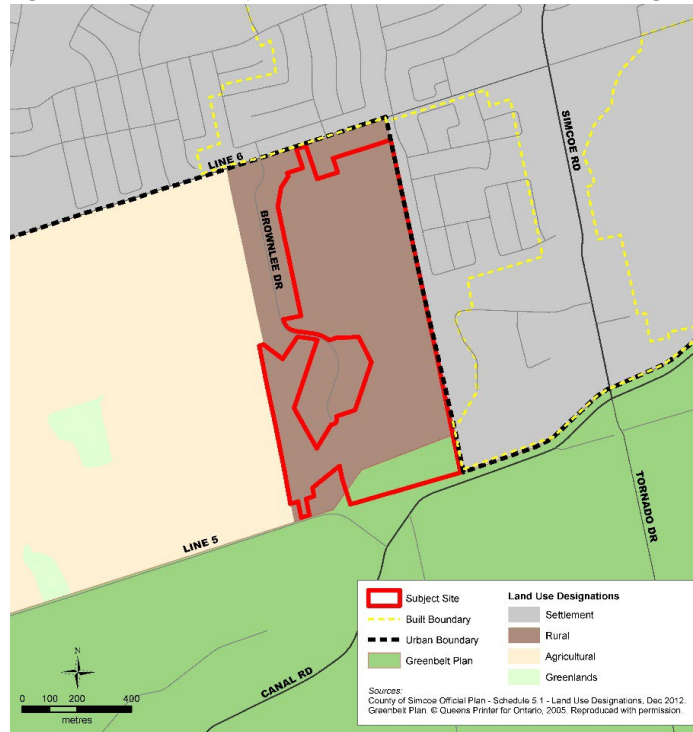 LINE 6
SIMCOE RD
BROWNLEE DR
LINE 5
TORNADO DR
CANAL RD
N
0 100 200 400
metres
Subject Site
Built Boundary
Urban Boundary
Greenbelt Plan
Land Use Designations
Settlement
Rural
Agricultural
Greenlands
Sources:
County of Simcoe Official Plan - Schedule 5.1 - Land Use Designations, Dec 2012.
Greenbelt Plan. © Queens Printer for Ontario, 2005. Reproduced with permission.